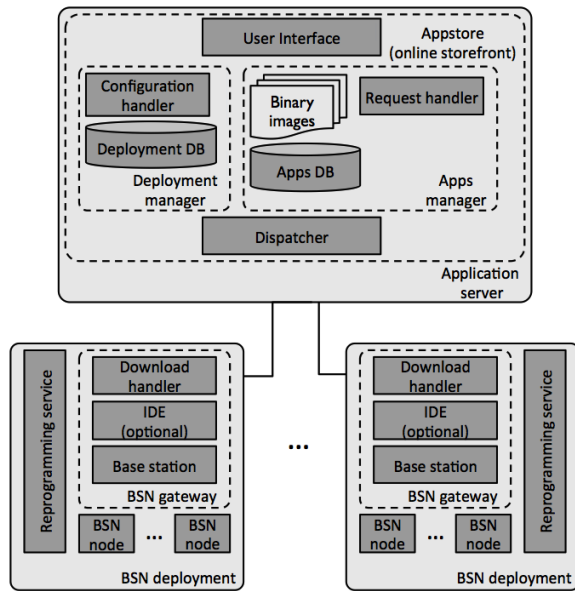 User Interface
Appstore
(online storefront)
Configuration
handler
Deployment DB
Deployment
manager
Binary
images
Request handler
Apps DB
Apps
manager
Dispatcher
Application
server
Reprogramming service
Download
handler
IDE
(optional)
Base station
BSN gateway
BSN
node
...
BSN
node
BSN deployment
...
Download
handler
IDE
(optional)
Base station
BSN gateway
BSN
node
...
BSN
node
Reprogramming service
BSN deployment